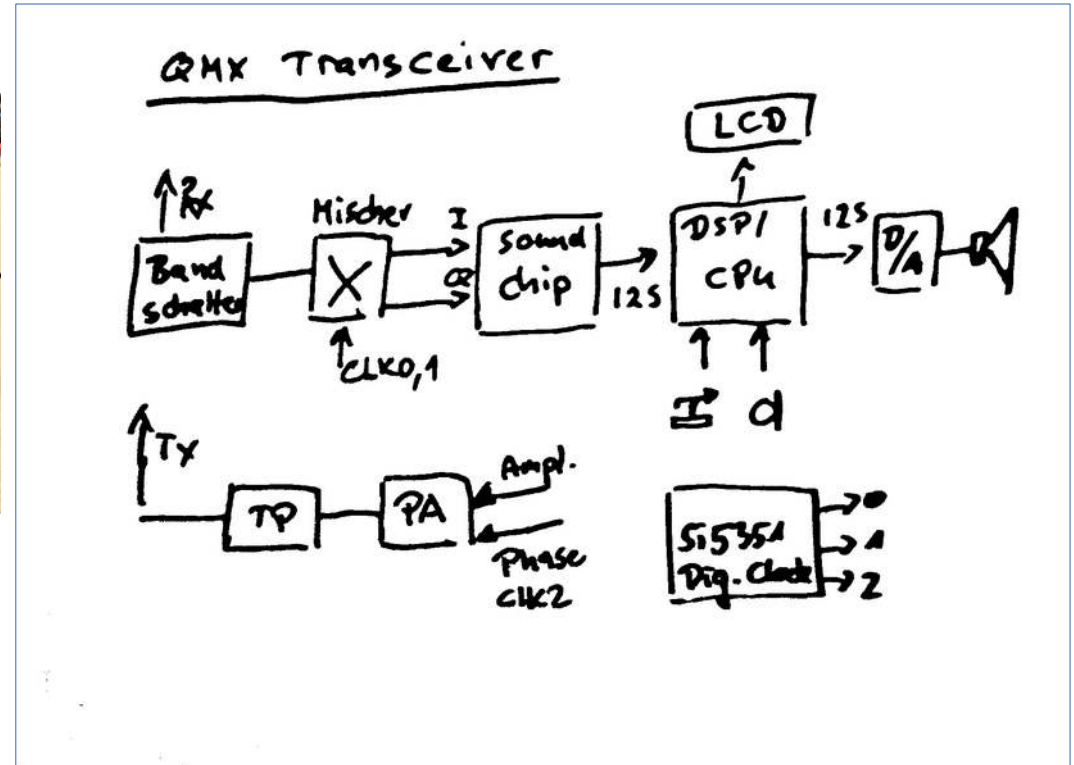 QMX Transceiver
LCD
Rx
Mischer
I
Q
Band
schalter
X
sound
chip
I2S
DSP/
CPU
I2S
D/A
CLK0,1
Tx
TP
PA
Ampl.
Phase
CLK2
Si5351
Dig. Clock
0
1
2